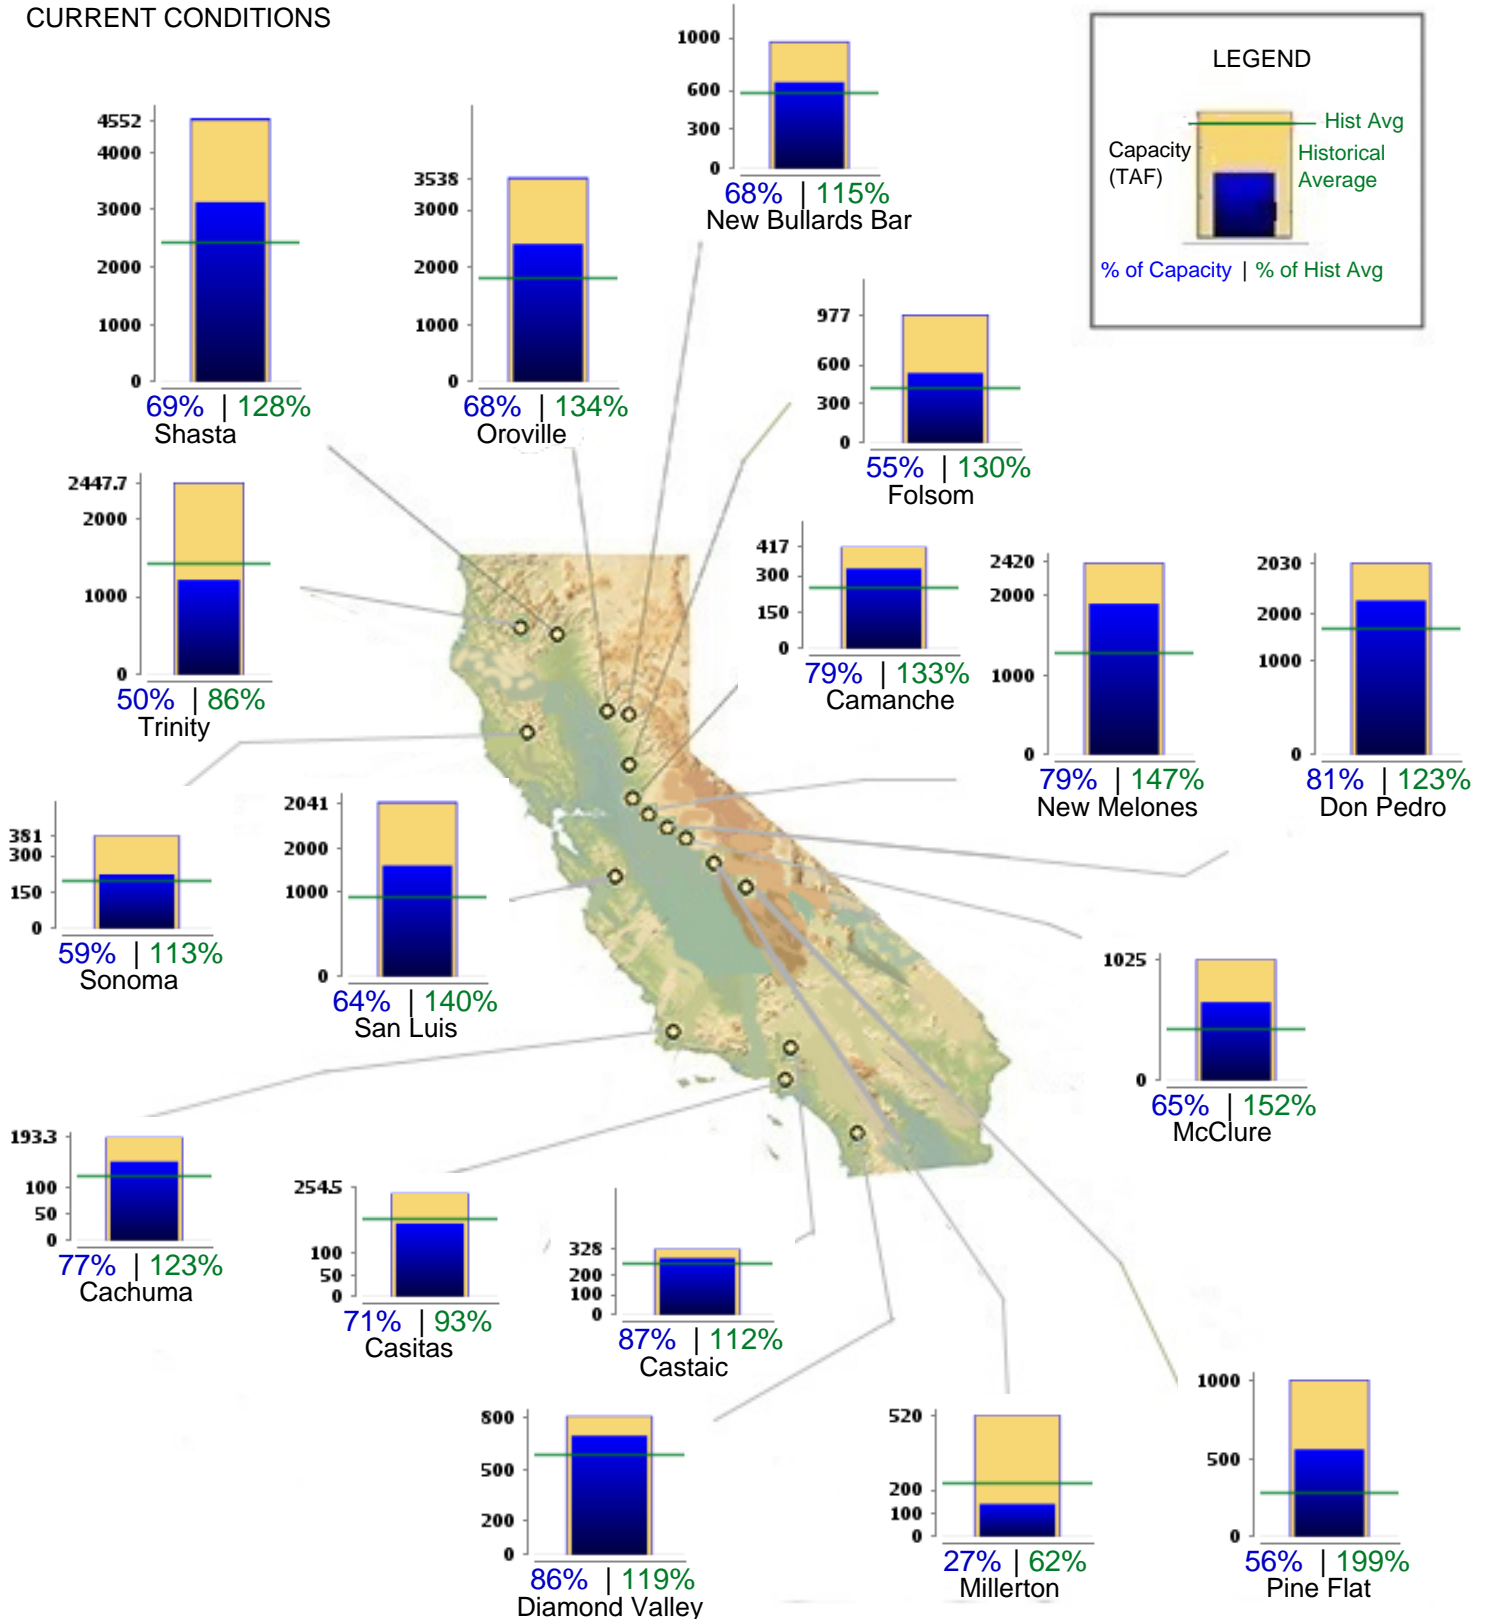 CURRENT CONDITIONS
1000
600
300
0
68% | 115%
New Bullards Bar
LEGEND
Hist Avg
Capacity
(TAF)
Historical
Average
% of Capacity | % of Hist Avg
4552
4000
3000
2000
1000
0
69% | 128%
Shasta
3538
3000
2000
1000
0
68% | 134%
Oroville
977
600
300
0
55% | 130%
Folsom
2447.7
2000
1000
0
50% | 86%
Trinity
417
300
150
0
79% | 133%
Camanche
2420
2000
1000
0
79% | 147%
New Melones
2030
2000
1000
0
81% | 123%
Don Pedro
381
300
150
0
59% | 113%
Sonoma
2041
2000
1000
0
64% | 140%
San Luis
1025
0
65% | 152%
McClure
193.3
100
50
0
77% | 123%
Cachuma
254.5
100
50
0
71% | 93%
Casitas
328
200
100
0
87% | 112%
Castaic
800
500
200
0
86% | 119%
Diamond Valley
520
200
100
0
27% | 62%
Millerton
1000
500
0
56% | 199%
Pine Flat